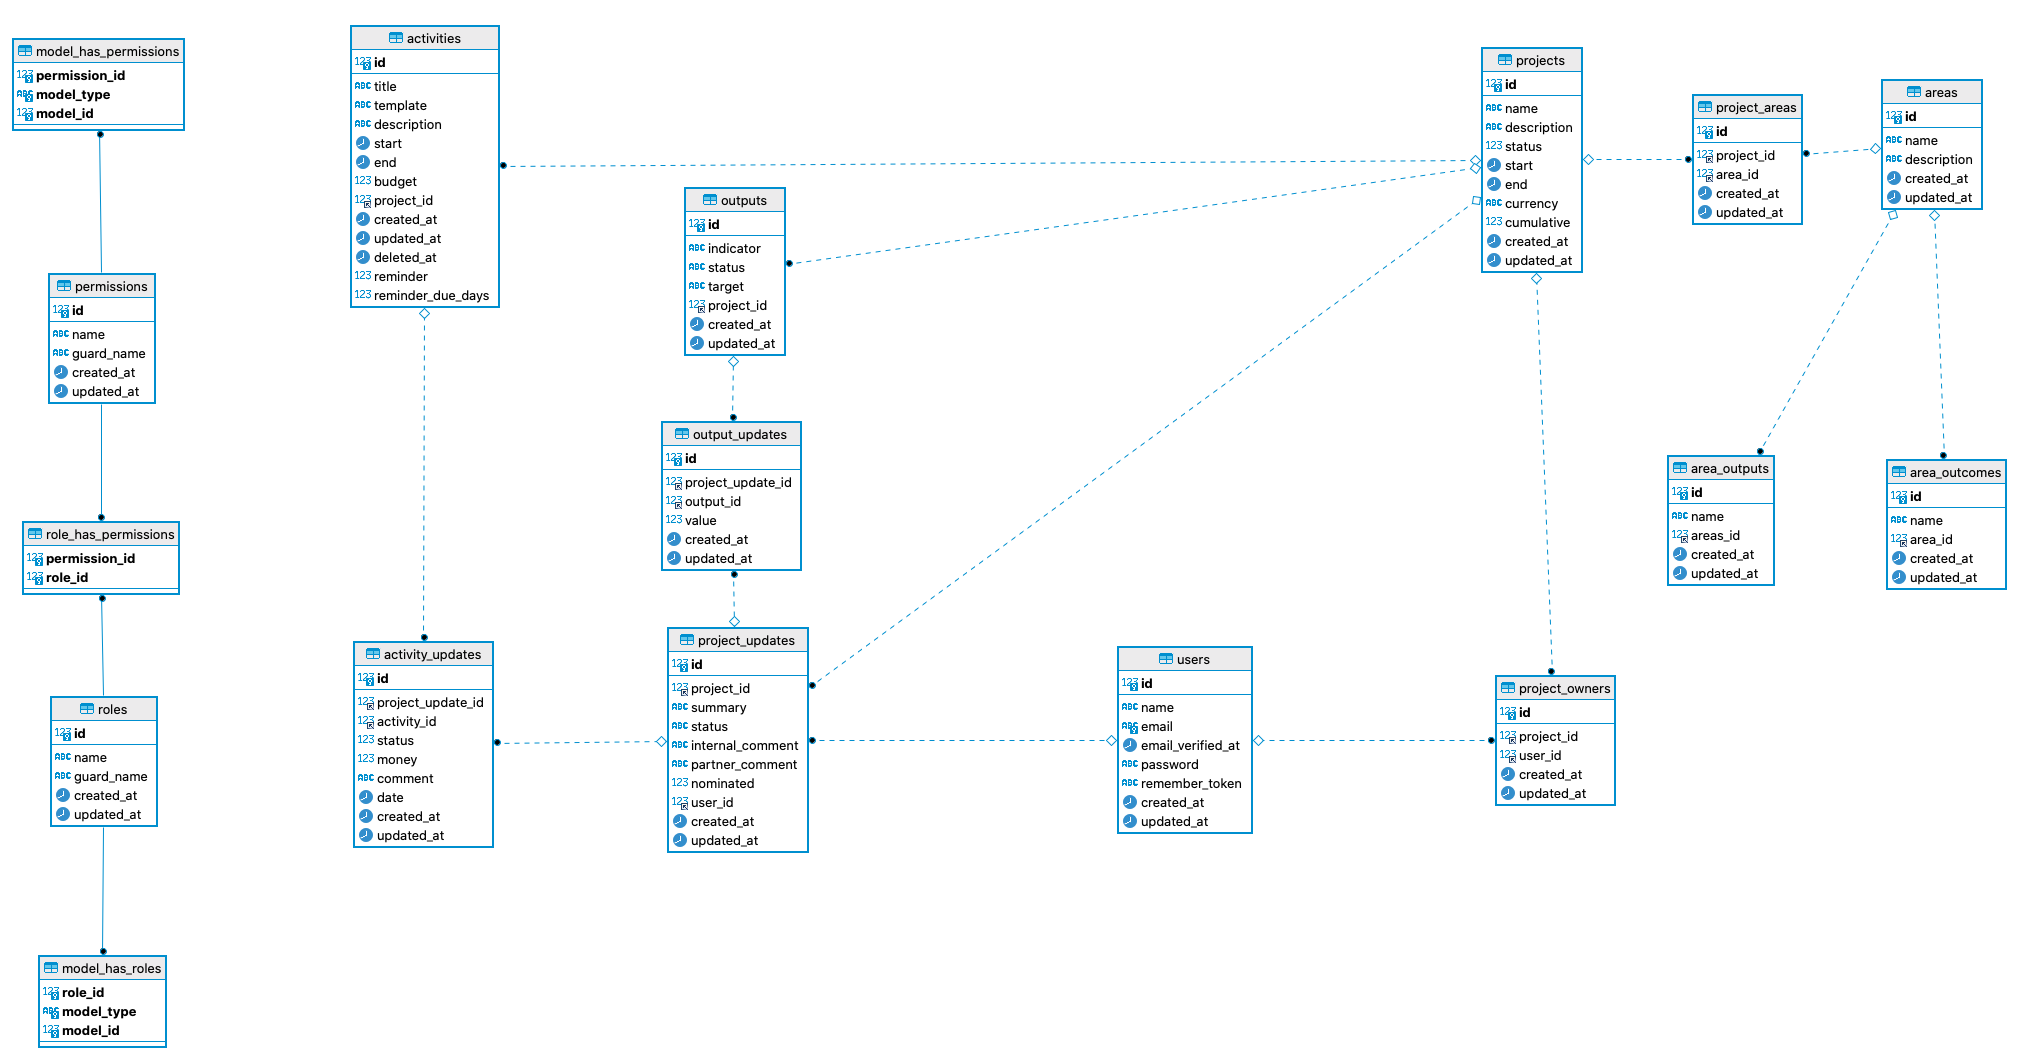 model_has_permissions
permission_id
model_type
model_id
permissions
id
name
guard_name
created_at
updated_at
role_has_permissions
permission_id
role_id
roles
id
name
guard_name
created_at
updated_at
model_has_roles
role_id
model_type
model_id
activities
id
title
template
description
start
end
budget
project_id
created_at
updated_at
deleted_at
reminder
reminder_due_days
activity_updates
id
project_update_id
activity_id
status
money
comment
date
created_at
updated_at
outputs
id
indicator
status
target
project_id
created_at
updated_at
output_updates
id
project_update_id
output_id
value
created_at
updated_at
project_updates
id
project_id
summary
status
internal_comment
partner_comment
nominated
user_id
created_at
updated_at
users
id
name
email
email_verified_at
password
remember_token
created_at
updated_at
projects
id
name
description
status
start
end
currency
cumulative
created_at
updated_at
project_owners
id
project_id
user_id
created_at
updated_at
project_areas
id
project_id
area_id
created_at
updated_at
areas
id
name
description
created_at
updated_at
area_outputs
id
name
areas_id
created_at
updated_at
area_outcomes
id
name
area_id
created_at
updated_at